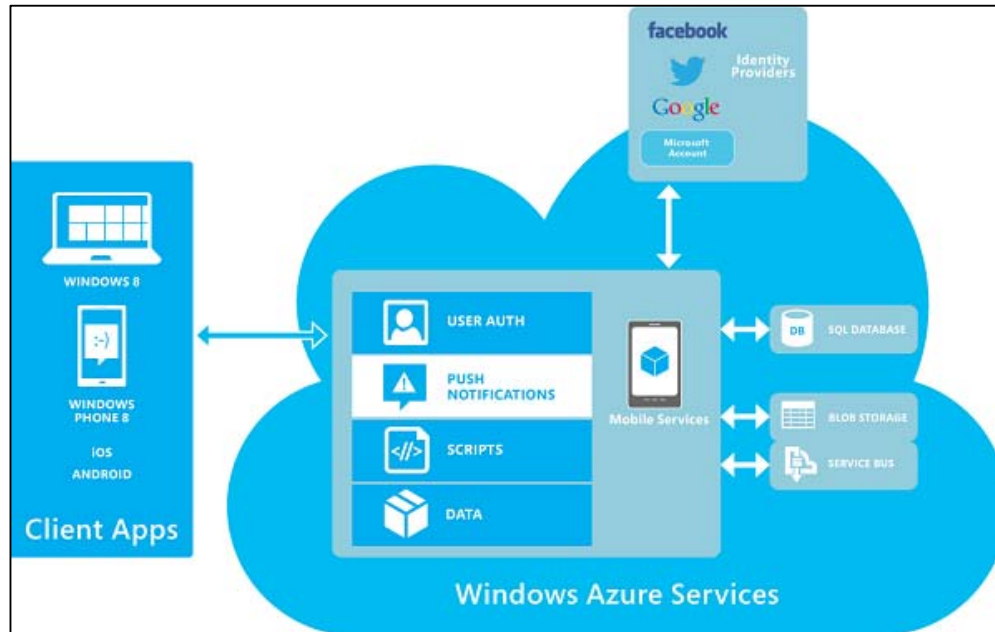 facebook
Identity
Providers
Google
Microsoft
Account
WINDOWS 8
:-)
WINDOWS
PHONE 8
iOS
ANDROID
Client Apps
USER AUTH
PUSH
NOTIFICATIONS
</>
SCRIPTS
DATA
Mobile Services
DB
SQL DATABASE
BLOB STORAGE
SERVICE BUS
Windows Azure Services